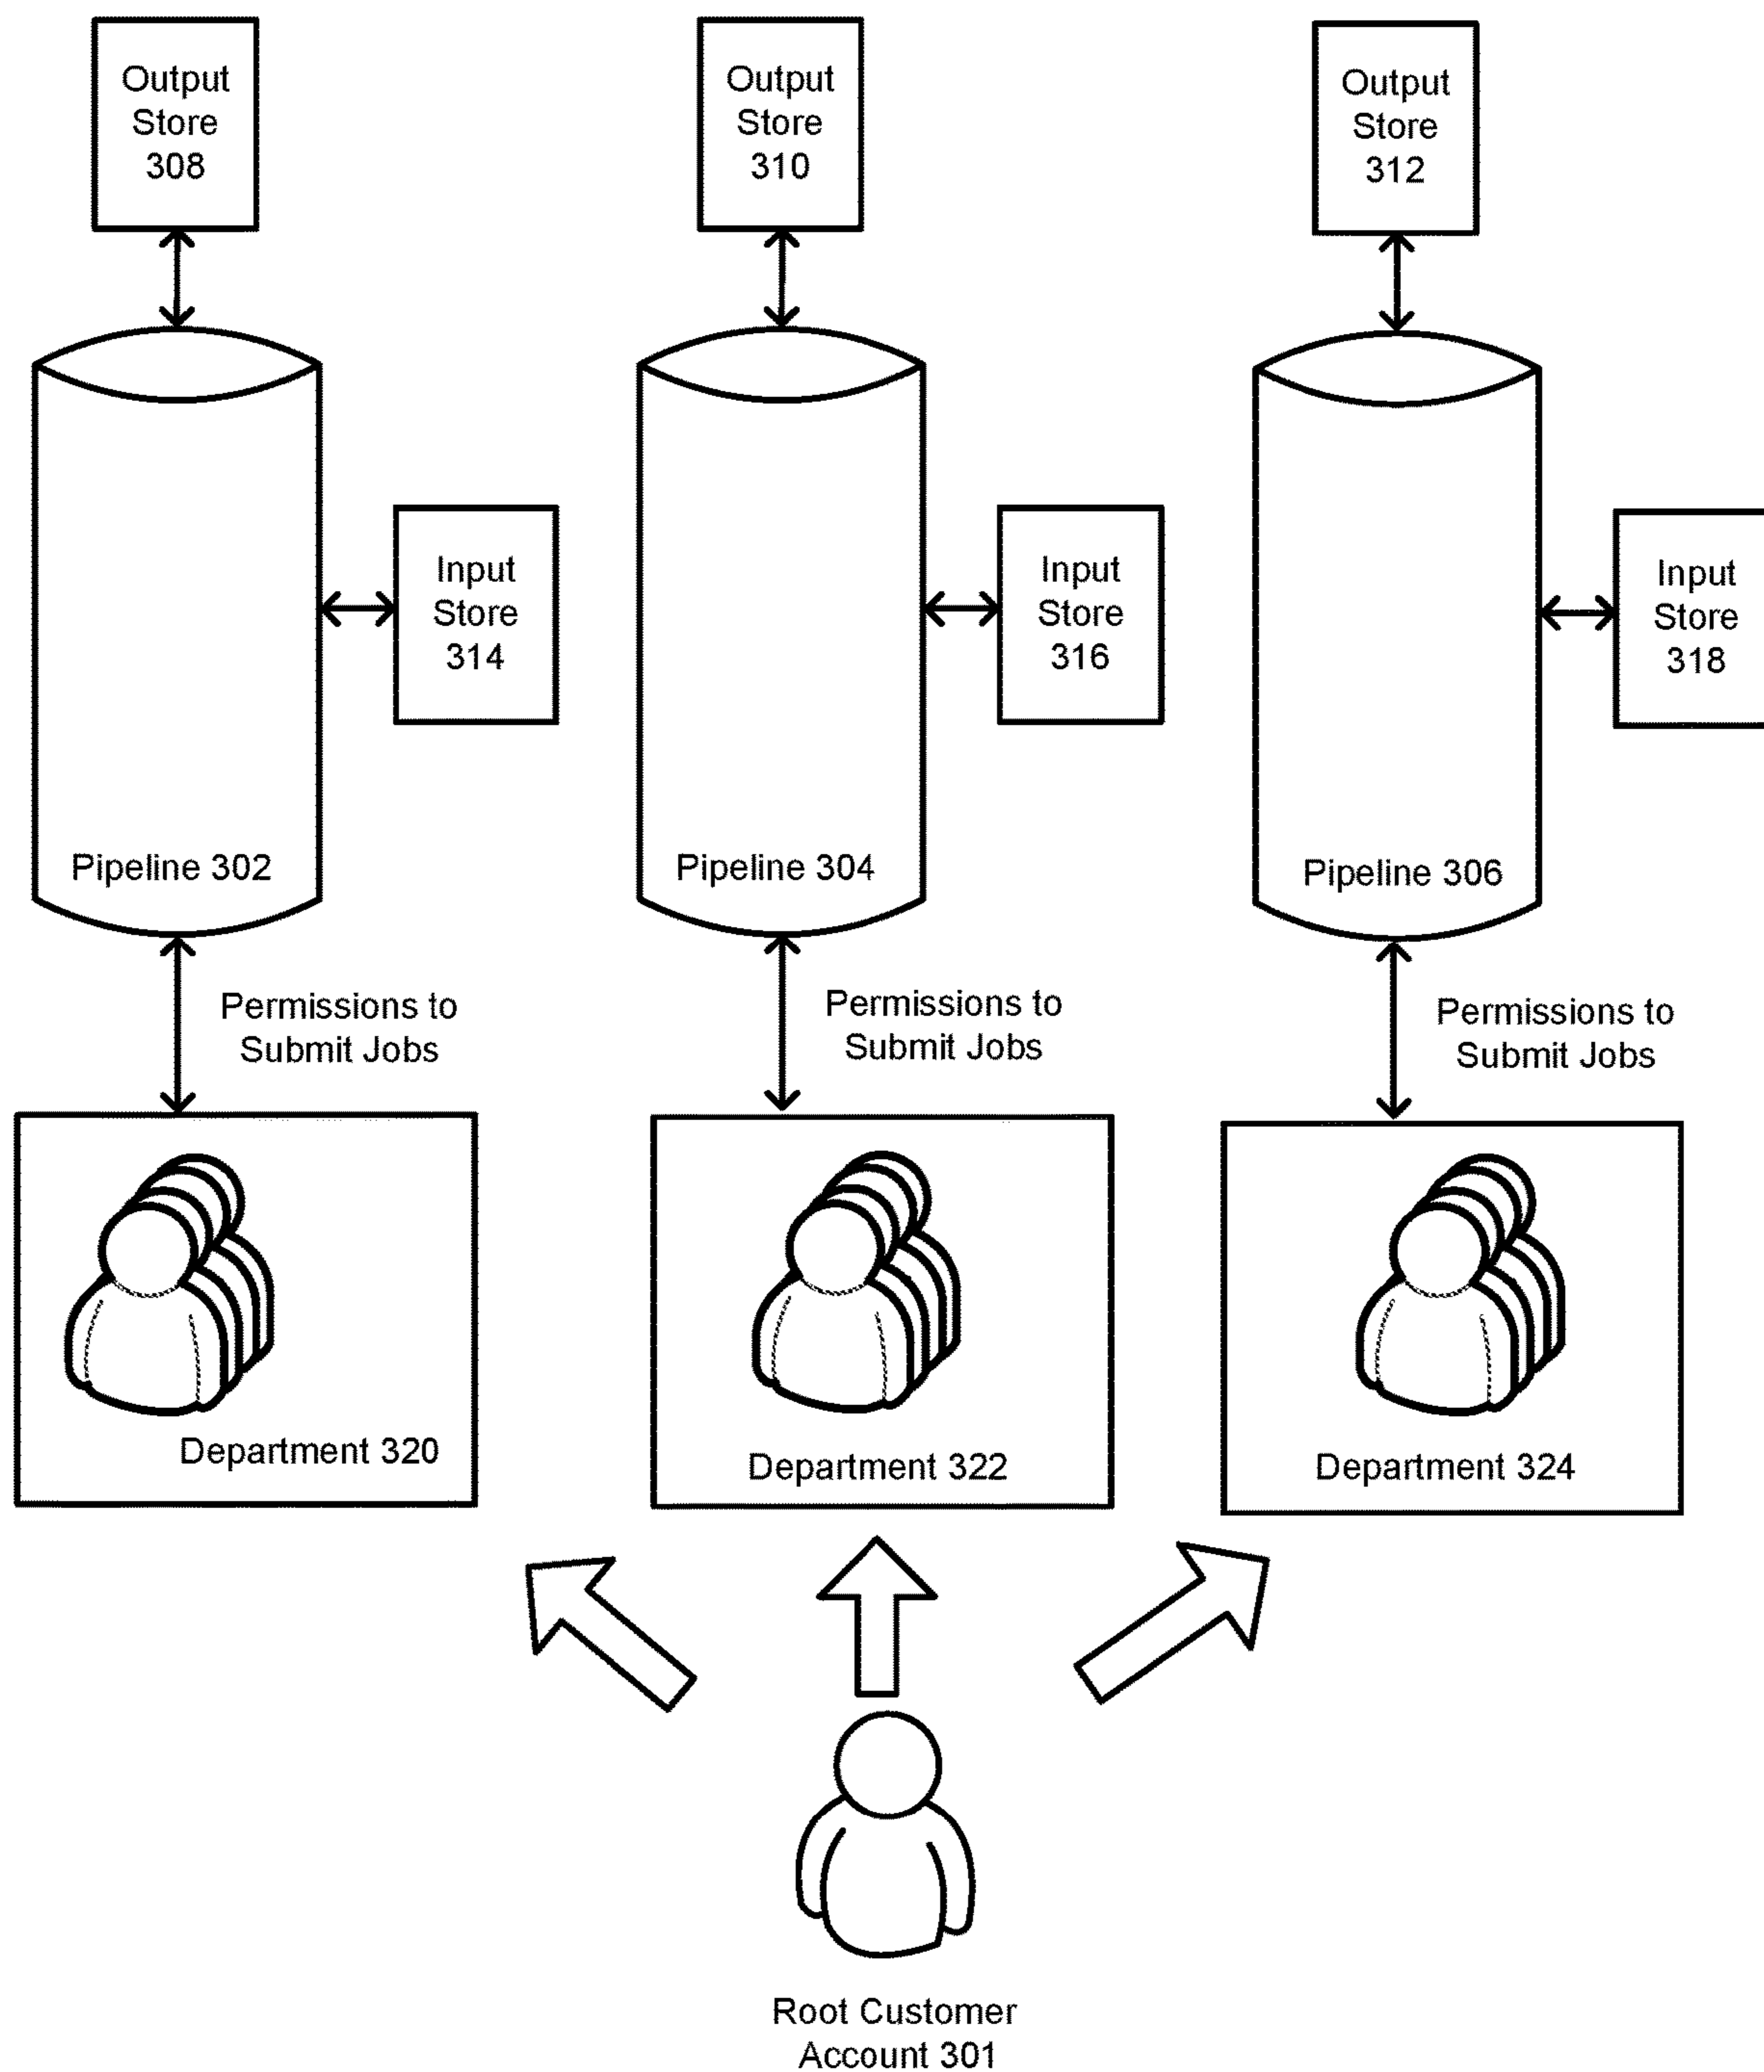 Output
Store
308
Output
Store
310
Output
Store
312
Input
Store
314
Input
Store
316
Input
Store
318
Pipeline 302
Pipeline 304
Pipeline 306
Permissions to
Submit Jobs
Permissions to
Submit Jobs
Permissions to
Submit Jobs
Department 320
Department 322
Department 324
Root Customer
Account 301